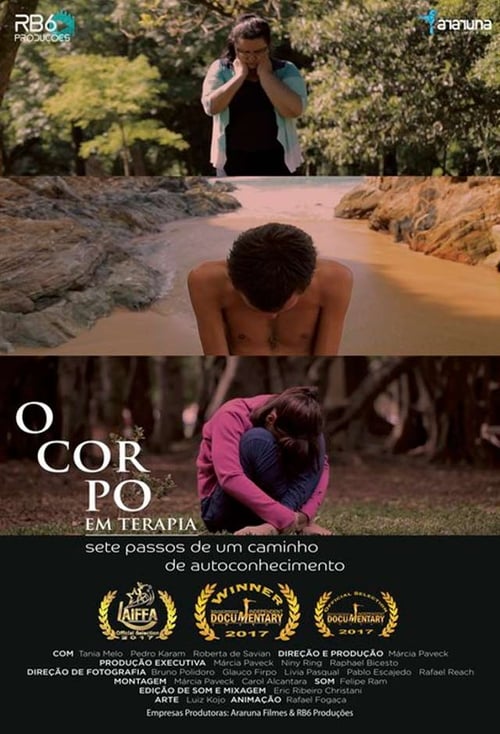 RB6
PRODUÇÕES
araruna
O
COR
PO
EM TERAPIA
sete passos de um caminho
de autoconhecimento
LAIFFA
Official Selection
2017
WINNER
INDEPENDENT
DOCUMENTARY
2017
OFFICIAL SELECTION
DOCUMENTARY
2017
COM Tania Melo Pedro Karam Roberta de Savian DIREÇÃO E PRODUÇÃO Márcia Paveck
PRODUÇÃO EXECUTIVA Márcia Paveck Niny Ring Raphael Bicesto
DIREÇÃO DE FOTOGRAFIA Bruno Polidoro Glauco Firpo Livia Pasqual Pablo Escajedo Rafael Reach
MONTAGEM Márcia Paveck Carol Alcantara SOM Felipe Ram
EDIÇÃO DE SOM E MIXAGEM Eric Ribeiro Christani
ARTE Luiz Kojo ANIMAÇÃO Rafael Fogaça
Empresas Produtoras: Araruna Filmes & RB6 Produções